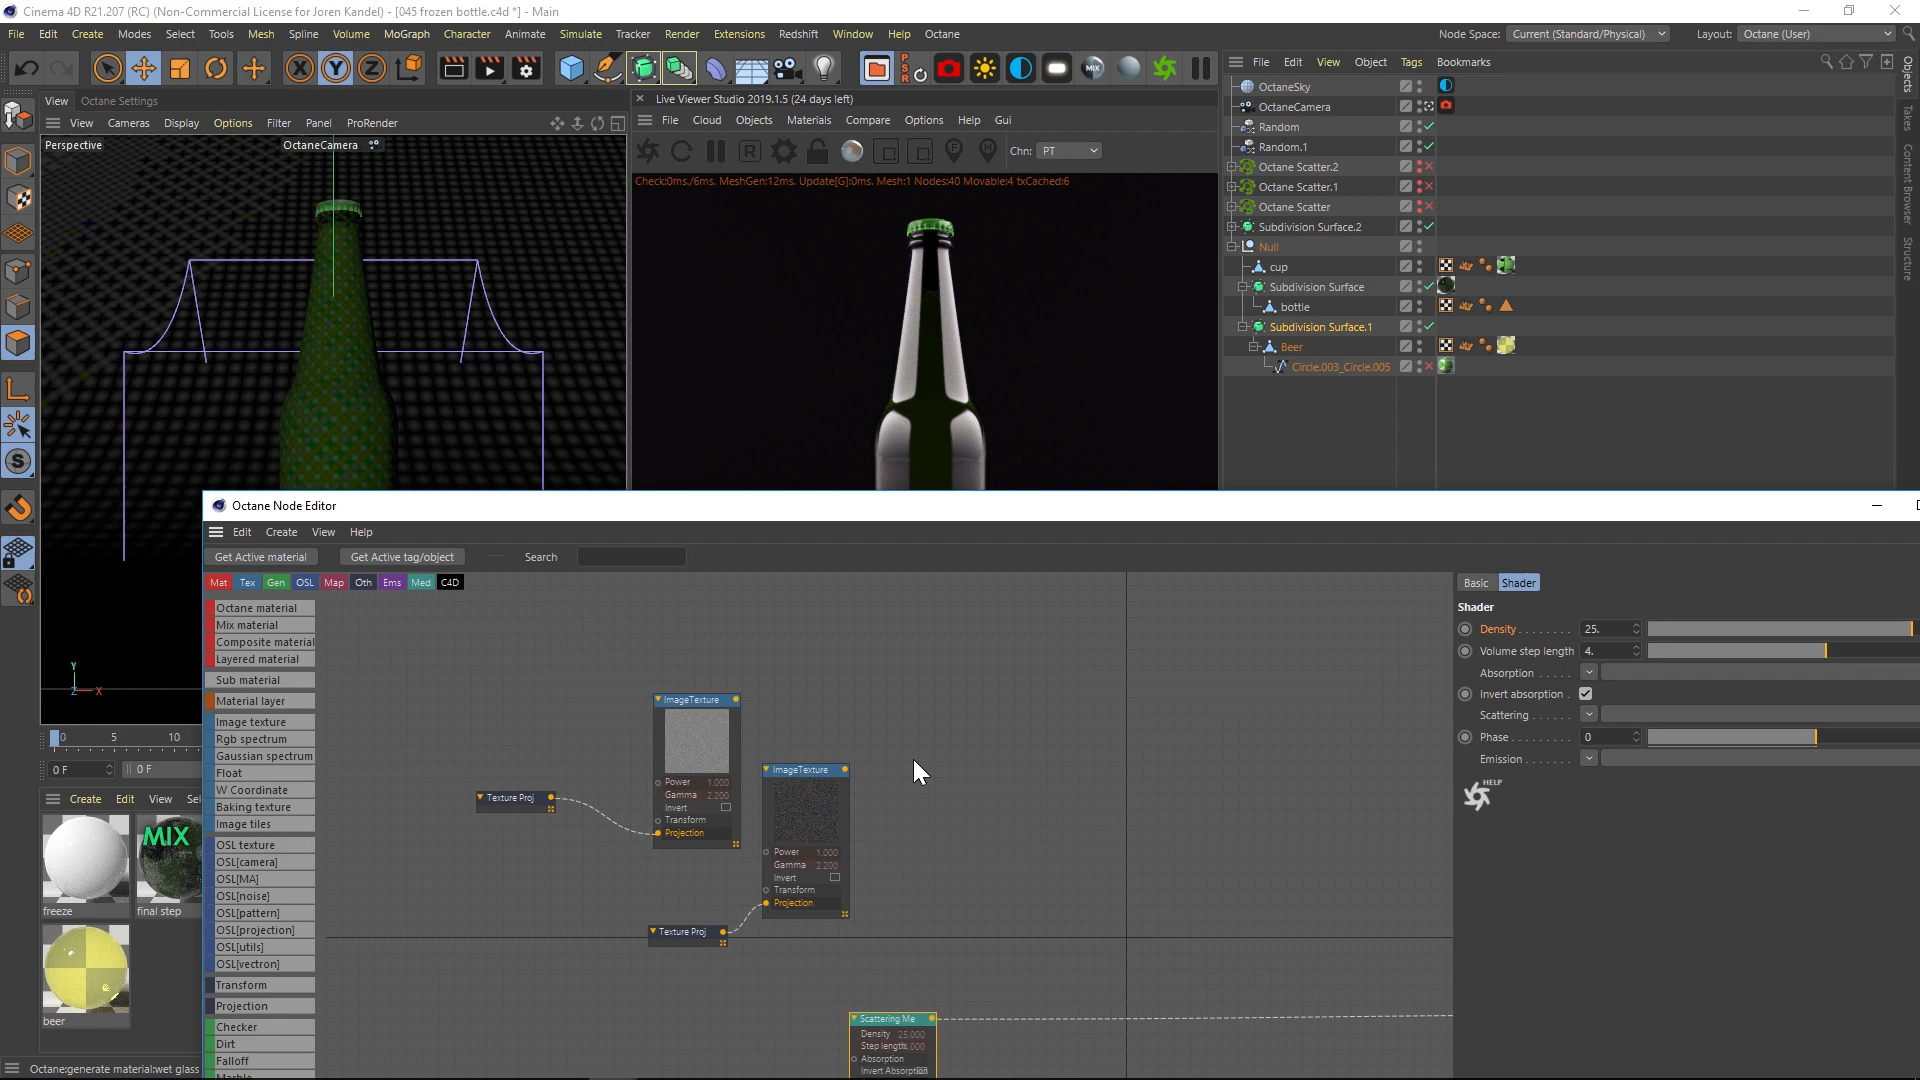 Cinema 4D R21.207 (RC) (Non-Commercial License for Joren Kandel) - [045 frozen bottle.c4d *] - Main
File Edit Create Modes Select Tools Mesh Spline Volume MoGraph Character Animate Simulate Tracker Render Extensions Redshift Window Help Octane
Node Space: Current (Standard/Physical) Layout: Octane (User)
View Octane Settings
View Cameras Display Options Filter Panel ProRender
Perspective
OctaneCamera
Live Viewer Studio 2019.1.5 (24 days left)
File Cloud Objects Materials Compare Options Help Gui
Chn: PT
Check:0ms./6ms. MeshGen:12ms. Update[G]:0ms. Mesh:1 Nodes:40 Movable:4 txCached:6
File Edit View Object Tags Bookmarks
OctaneSky
OctaneCamera
Random
Random.1
Octane Scatter.2
Octane Scatter.1
Octane Scatter
Subdivision Surface.2
Null
cup
Subdivision Surface
bottle
Subdivision Surface.1
Beer
Circle.003_Circle.005
Objects
Takes
Content Browser
Structure
Octane Node Editor
Edit Create View Help
Get Active material Get Active tag/object Search
Mat Tex Gen OSL Map Oth Ems Med C4D
Octane material
Mix material
Composite material
Layered material
Sub material
Material layer
Image texture
Rgb spectrum
Gaussian spectrum
Float
W Coordinate
Baking texture
Image tiles
OSL texture
OSL[camera]
OSL[MA]
OSL[noise]
OSL[pattern]
OSL[projection]
OSL[utils]
OSL[vectron]
Transform
Projection
Checker
Dirt
Falloff
Marble
ImageTexture
Power 1.000
Gamma 2.200
Invert
Transform
Projection
Texture Proj
ImageTexture
Power 1.000
Gamma 2.200
Invert
Transform
Projection
Texture Proj
Scattering Me
Density 25.000
Absorption
Invert Absorption
Basic Shader
Shader
Density 25.
Volume step length 4.
Absorption
Invert absorption
Scattering
Phase 0
Emission
HELP
Y
Z X
0 5 10
0 F 0 F
Create Edit View Sel
MIX
freeze final step
beer
Octane:generate material:wet glass